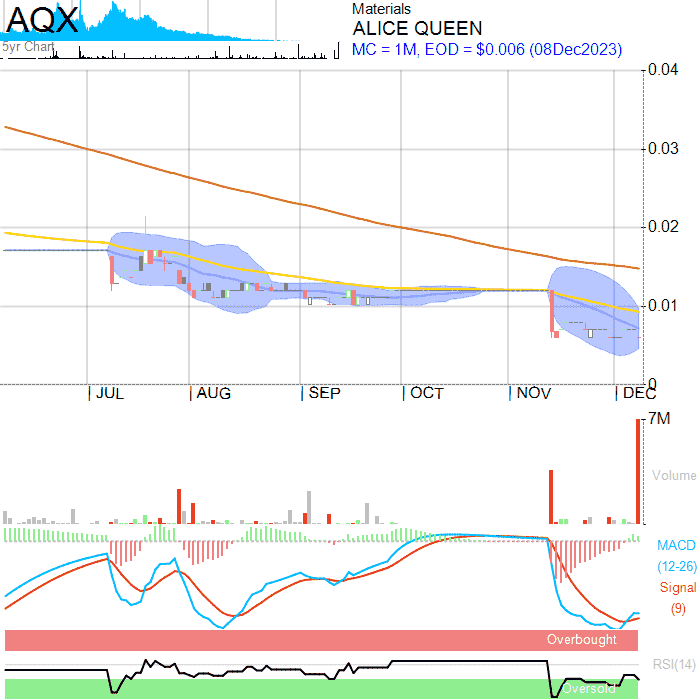 AQX
5yr Chart
Materials
ALICE QUEEN
MC = 1M, EOD = $0.006 (08Dec2023)
0.04
0.03
0.02
0.01
0
JUL AUG SEP OCT NOV DEC
7M
Volume
MACD
(12-26)
Signal
(9)
Overbought
RSI(14)
Oversold